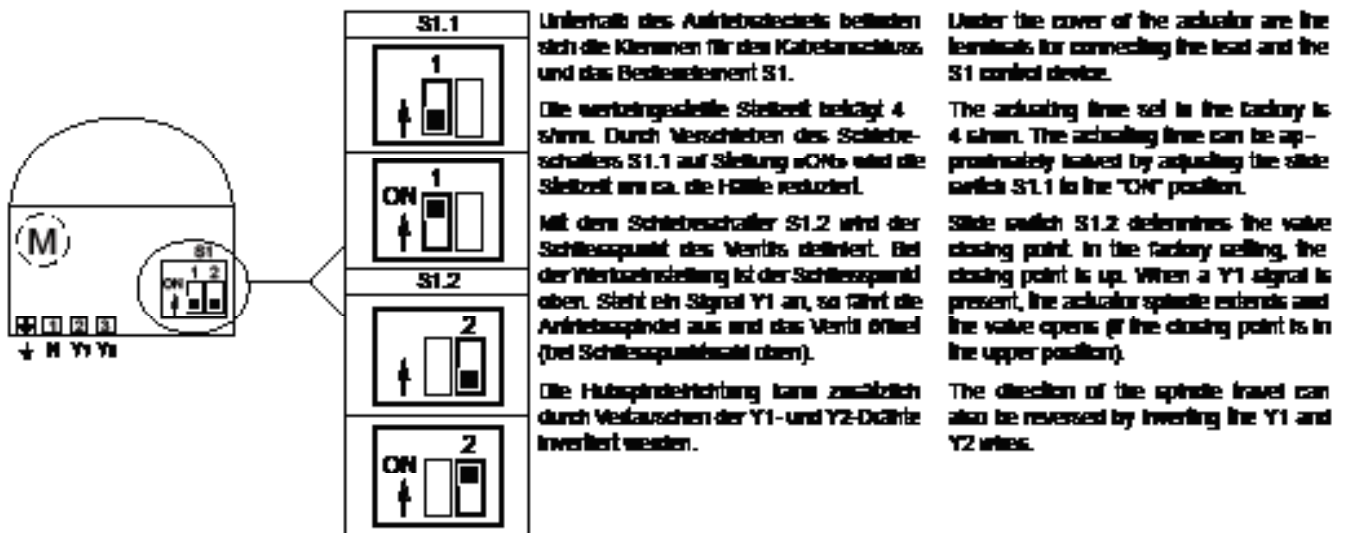 S1.1
1
ON
1
S1.2
2
ON
2
M
S1
ON
1 2
1 2 3
N Y1 Y2
Unterhalb des Antriebsdeckels befinden
sich die Klemmen für den Kabelanschluss
und das Bedienelement S1.
Die werkeingestellte Stellzeit beträgt 4
s/mm. Durch Verschieben des Schiebe-
schalters S1.1 auf Stellung «ON» wird die
Stellzeit um ca. die Hälfte reduziert.
Mit dem Schiebeschalter S1.2 wird der
Schliesspunkt des Ventils definiert. Bei
der Werkseinstellung ist der Schliesspunkt
oben. Steht ein Signal Y1 an, so fährt die
Antriebsspindel aus und das Ventil öffnet
(bei Schliesspunktwahl oben).
Die Hubspindelrichtung kann zusätzlich
durch Vertauschen der Y1- und Y2-Drähte
invertiert werden.
Under the cover of the actuator are the
terminals for connecting the lead and the
S1 control device.
The actuating time set in the factory is
4 s/mm. The actuating time can be ap-
proximately halved by adjusting the slide
switch S1.1 to the "ON" position.
Slide switch S1.2 determines the valve
closing point. In the factory setting, the
closing point is up. When a Y1 signal is
present, the actuator spindle extends and
the valve opens (if the closing point is in
the upper position).
The direction of the spindle travel can
also be reversed by inverting the Y1 and
Y2 wires.